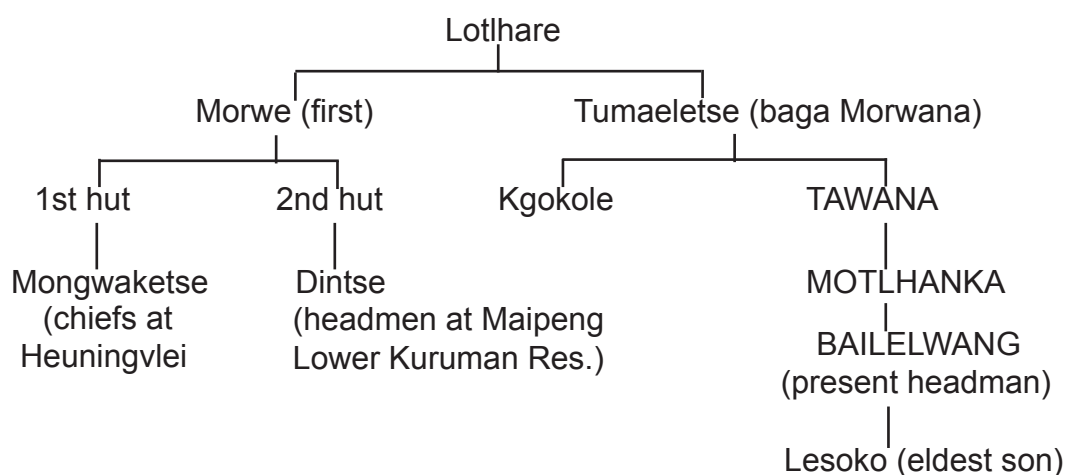 Lotlhare
Morwe (first) Tumaeletse (baga Morwana)
1st hut 2nd hut Kgokole TAWANA
Mongwaketse Dintse MOTLHANKA
(chiefs at (headmen at Maipeng
Heuningvlei Lower Kuruman Res.) BAILELWANG
(present headman)
Lesoko (eldest son)